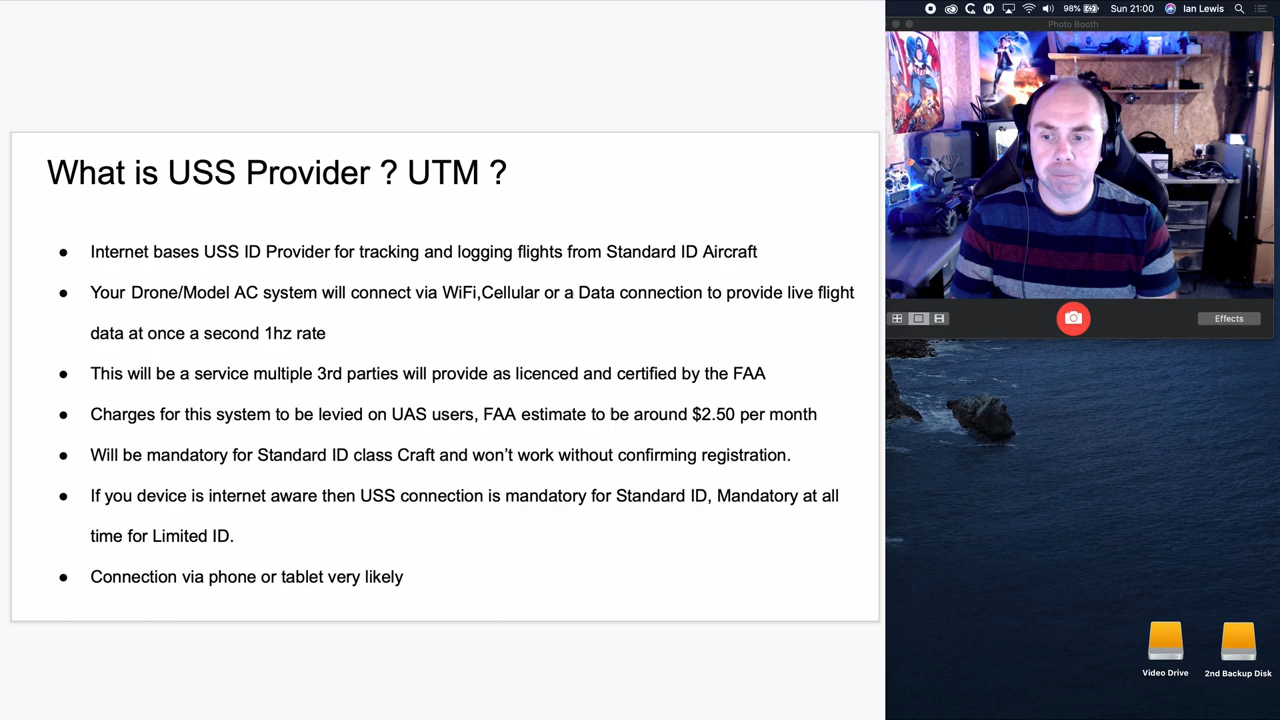 98%
Sun 21:00
Ian Lewis
Photo Booth
What is USS Provider ? UTM ?
● Internet bases USS ID Provider for tracking and logging flights from Standard ID Aircraft
● Your Drone/Model AC system will connect via WiFi,Cellular or a Data connection to provide live flight
data at once a second 1hz rate
● This will be a service multiple 3rd parties will provide as licenced and certified by the FAA
● Charges for this system to be levied on UAS users, FAA estimate to be around $2.50 per month
● Will be mandatory for Standard ID class Craft and won’t work without confirming registration.
● If you device is internet aware then USS connection is mandatory for Standard ID, Mandatory at all
time for Limited ID.
● Connection via phone or tablet very likely
Effects
Video Drive
2nd Backup Disk